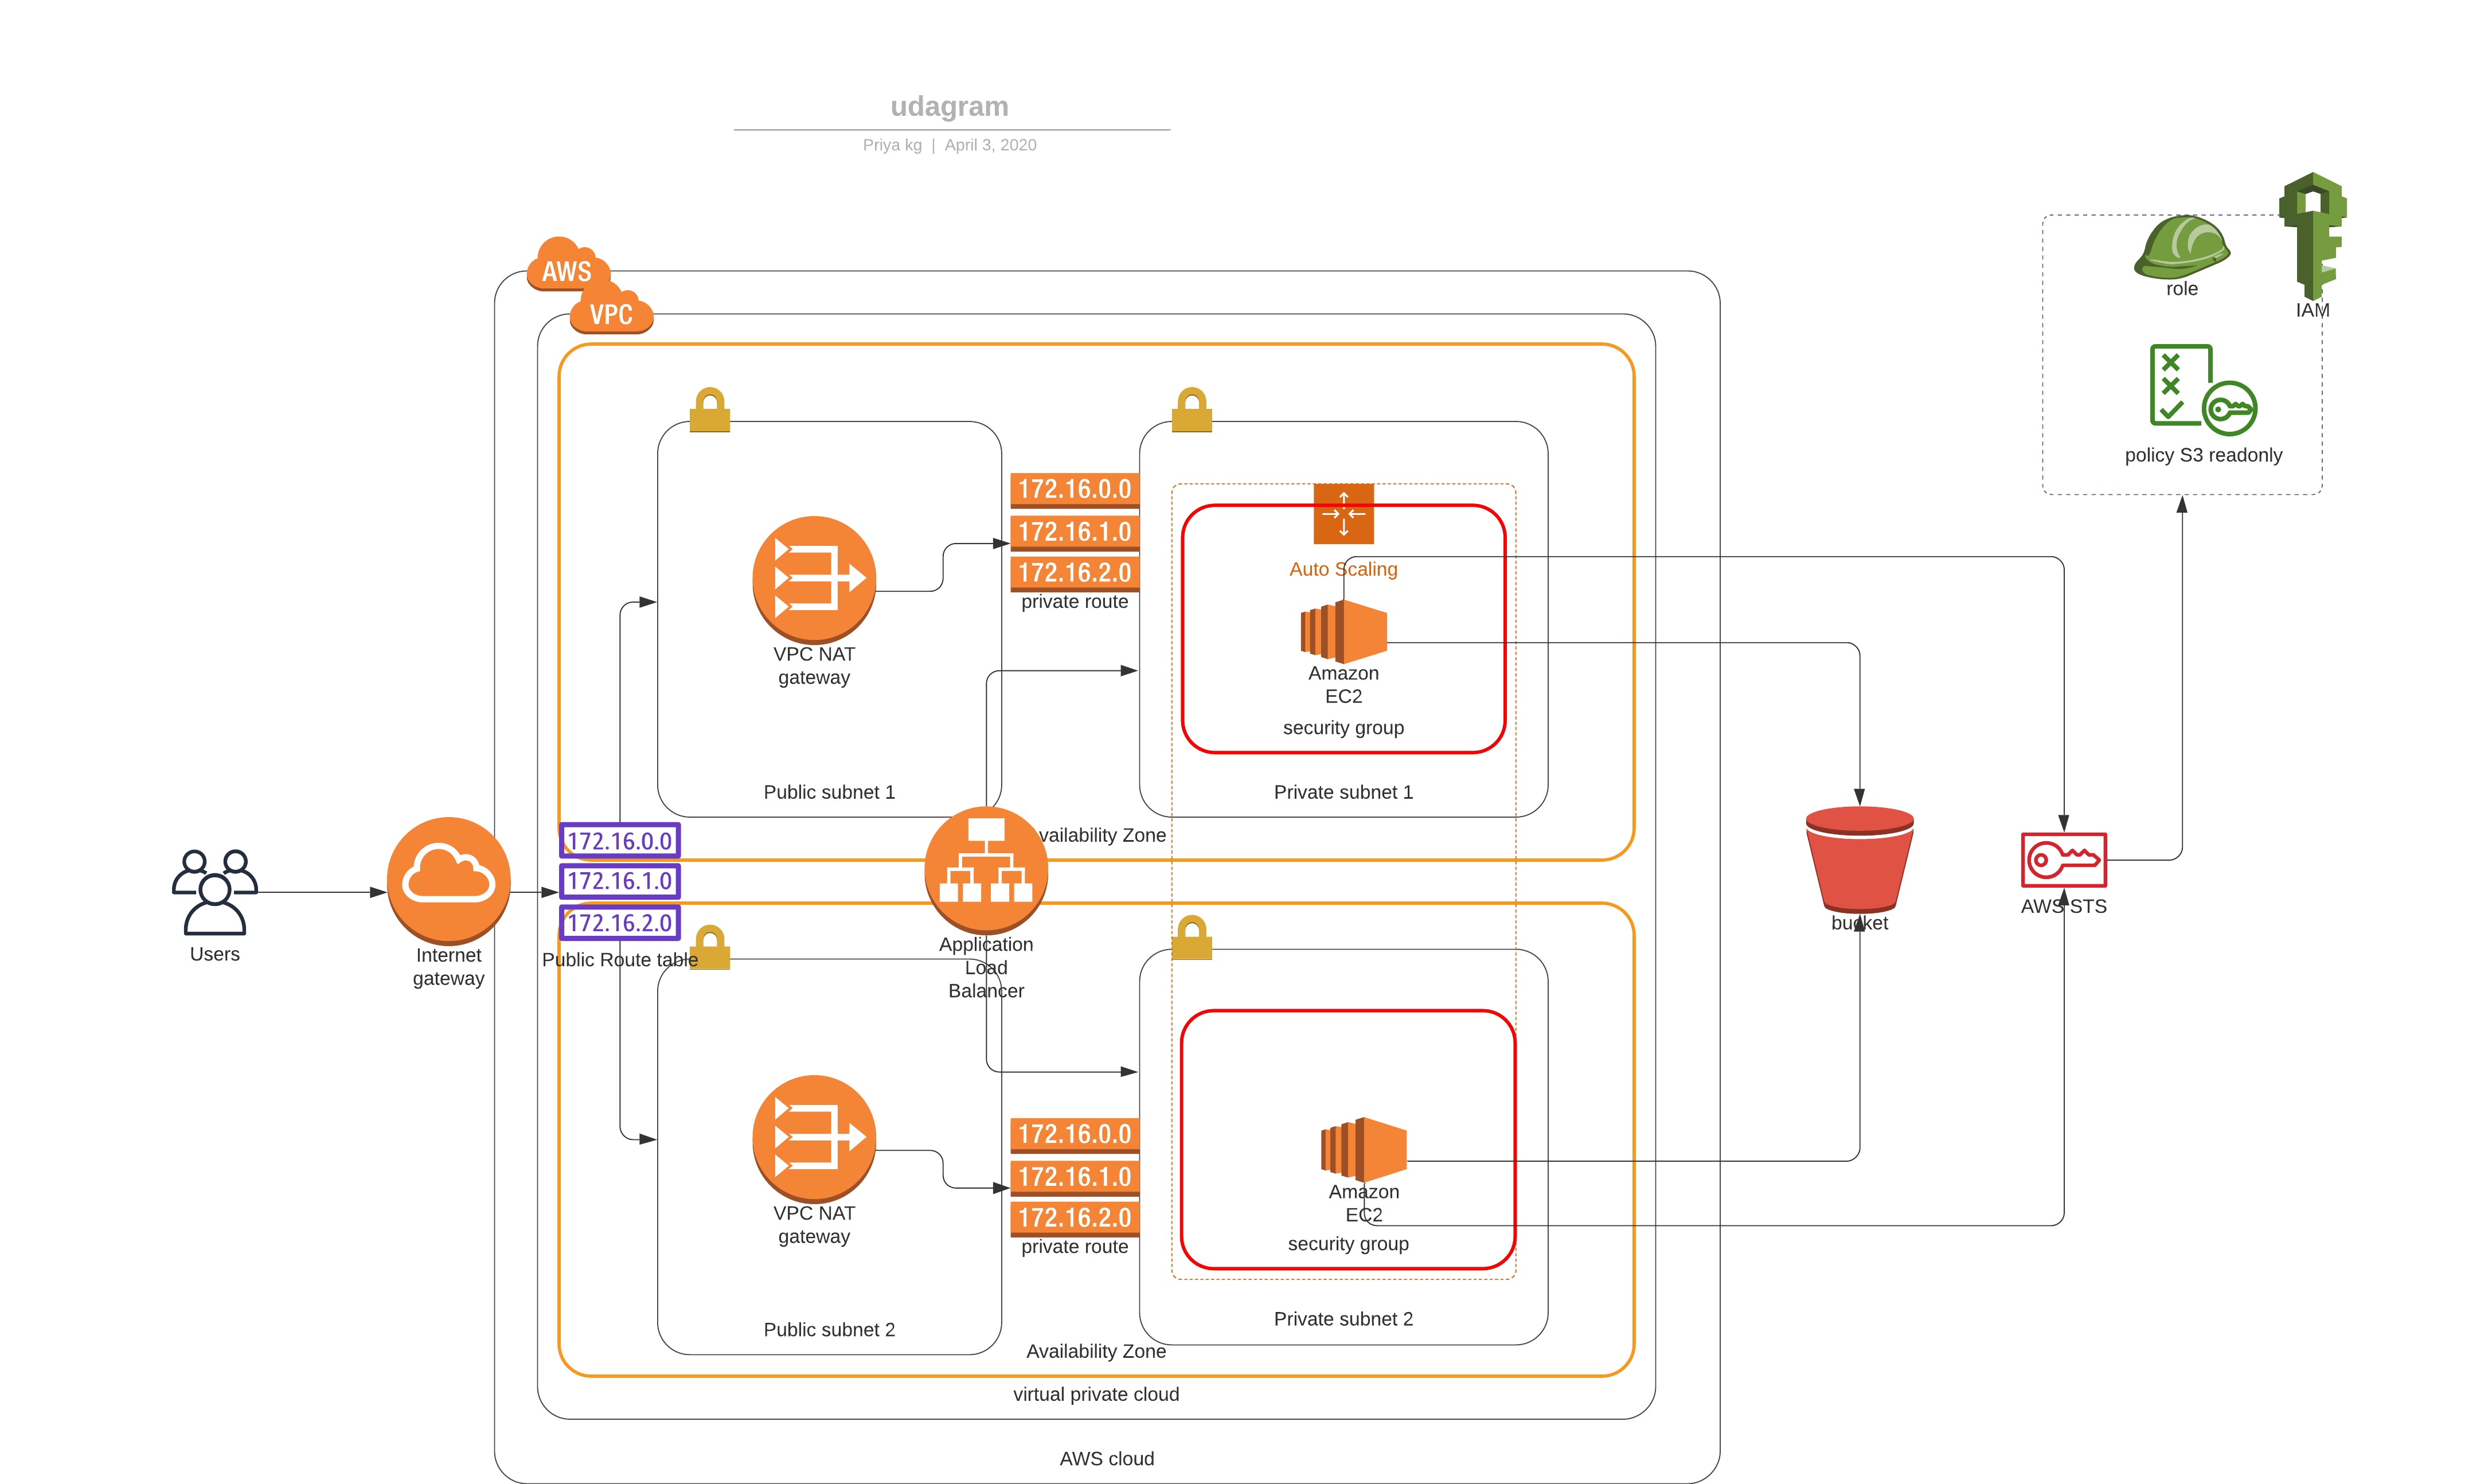 udagram
Priya kg | April 3, 2020
AWS
VPC
role
IAM
policy S3 readonly
172.16.0.0
172.16.1.0
172.16.2.0
private route
VPC NAT
gateway
Public subnet 1
Auto Scaling
Amazon
EC2
security group
Private subnet 1
vailability Zone
Users
Internet
gateway
172.16.0.0
172.16.1.0
172.16.2.0
Public Route table
Application
Load
Balancer
bucket
AWS STS
VPC NAT
gateway
Public subnet 2
172.16.0.0
172.16.1.0
172.16.2.0
private route
Amazon
EC2
security group
Private subnet 2
Availability Zone
virtual private cloud
AWS cloud